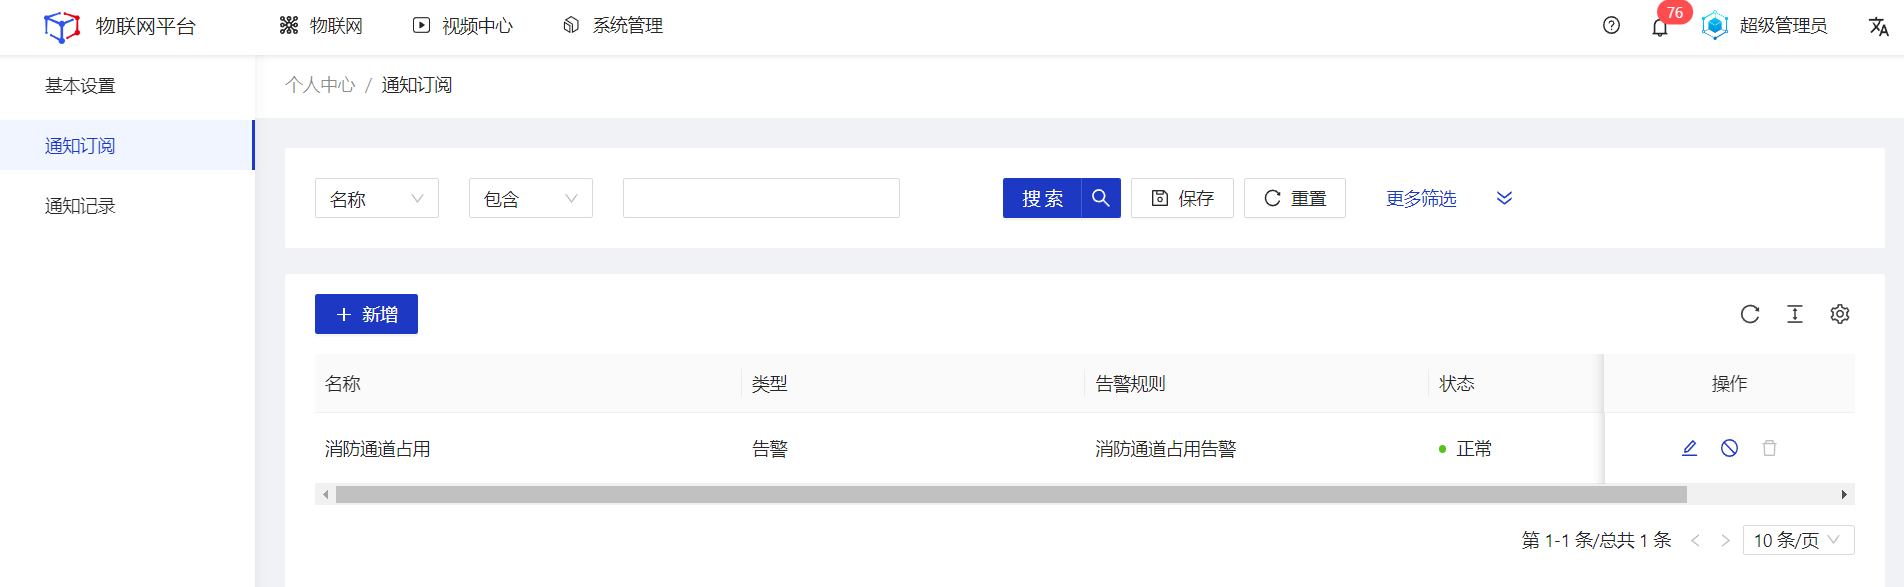 物联网平台 物联网 视频中心 系统管理 76 超级管理员
基本设置
通知订阅
通知记录
个人中心 / 通知订阅
名称 包含 搜索 保存 重置 更多筛选
新增
名称 类型 告警规则 状态 操作
消防通道占用 告警 消防通道占用告警 正常
第 1-1 条/总共 1 条 10 条/页